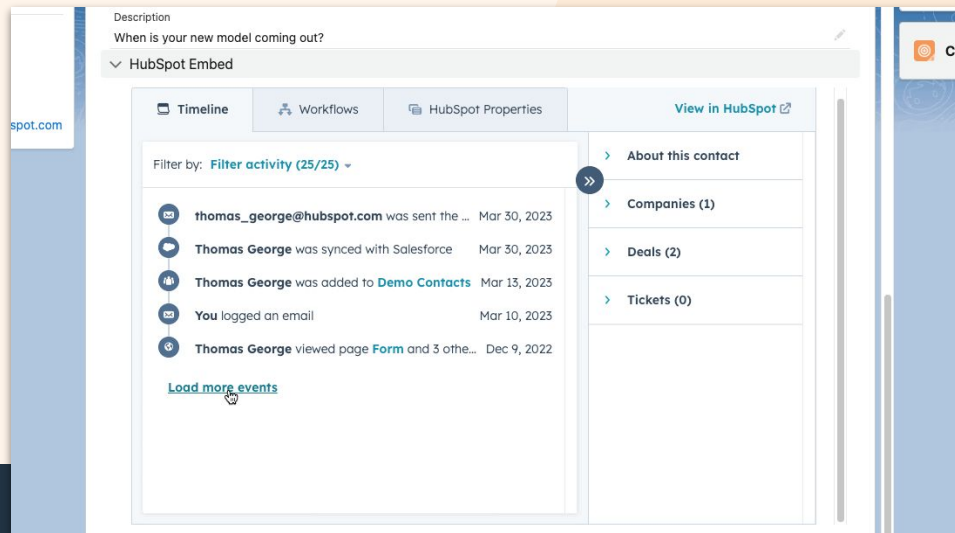 Description
When is your new model coming out?
HubSpot Embed
spot.com
Timeline
Workflows
HubSpot Properties
View in HubSpot
Filter by: Filter activity (25/25)
thomas_george@hubspot.com was sent the ... Mar 30, 2023
Thomas George was synced with Salesforce Mar 30, 2023
Thomas George was added to Demo Contacts Mar 13, 2023
You logged an email Mar 10, 2023
Thomas George viewed page Form and 3 othe... Dec 9, 2022
Load more events
About this contact
Companies (1)
Deals (2)
Tickets (0)
C